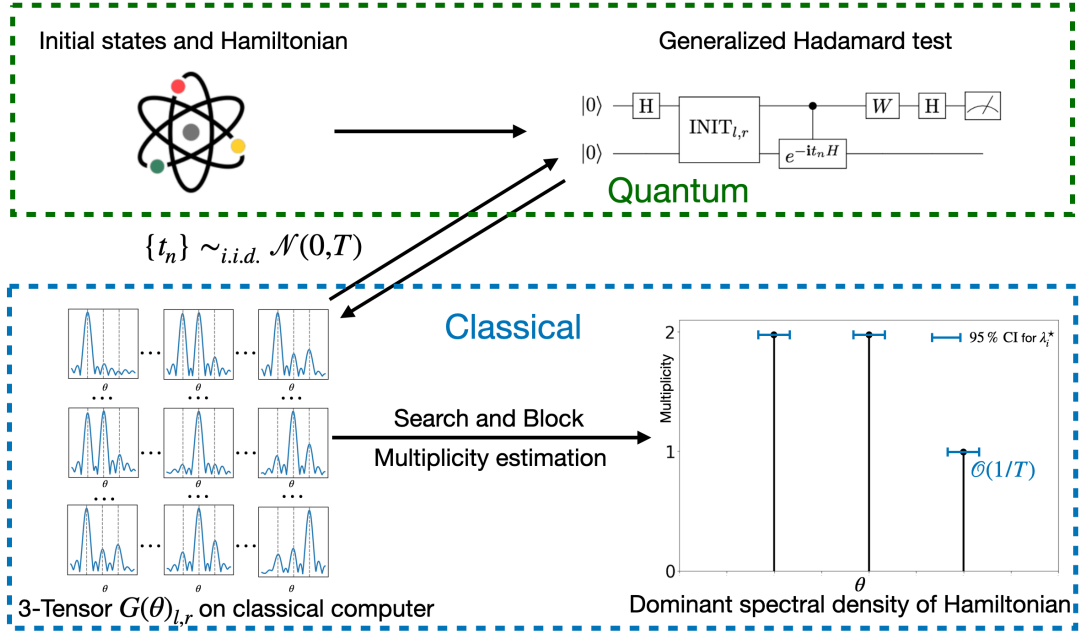 Initial states and Hamiltonian
Generalized Hadamard test
|0⟩ H INIT_{l,r} W H
|0⟩ e^{-it_nH}
Quantum
{t_n} ∼_{i.i.d.} 𝒩(0,T)
Classical
θ θ θ
... ...
... ... ...
θ θ θ
... ...
... ... ...
θ θ θ
... ...
3-Tensor G(θ)_{l,r} on classical computer
Search and Block
Multiplicity estimation
2
1
0
Multiplicity
95 % CI for λ_i^⋆
𝒪(1/T)
θ
Dominant spectral density of Hamiltonian